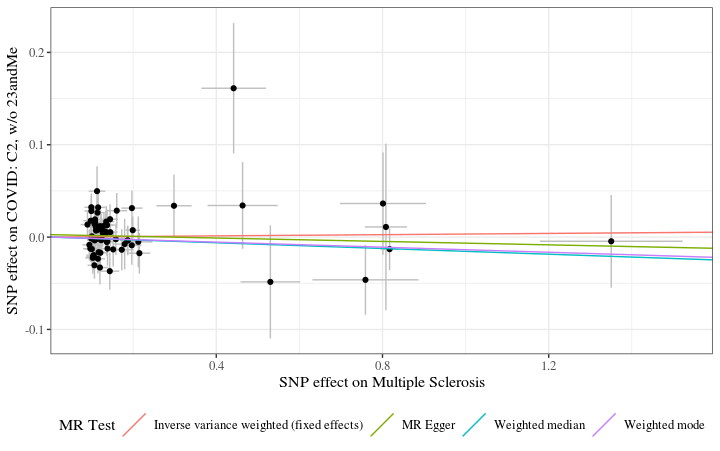 SNP effect on COVID: C2, w/o 23andMe
0.2
0.1
0.0
-0.1
0.4
0.8
1.2
SNP effect on Multiple Sclerosis
MR Test
Inverse variance weighted (fixed effects)
MR Egger
Weighted median
Weighted mode